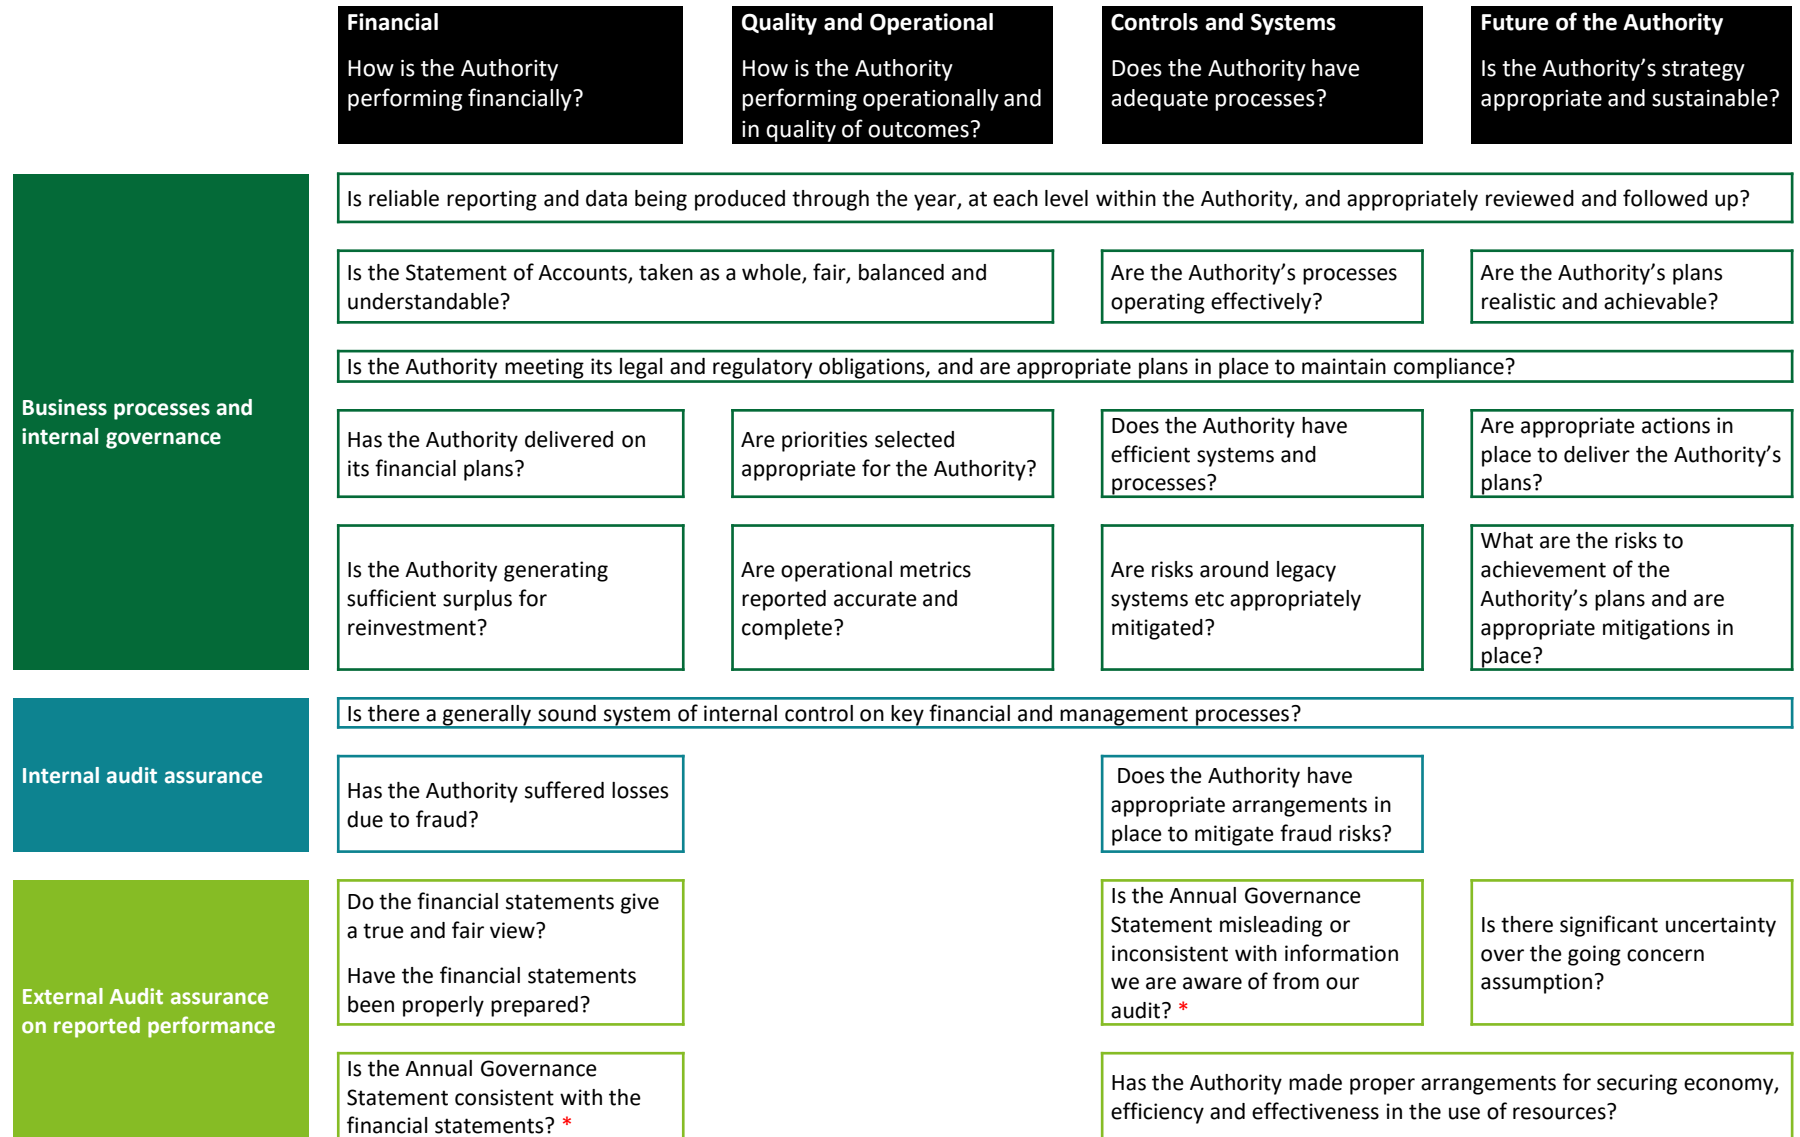 Financial
How is the Authority
performing financially?
Quality and Operational
How is the Authority
performing operationally and
in quality of outcomes?
Controls and Systems
Does the Authority have
adequate processes?
Future of the Authority
Is the Authority’s strategy
appropriate and sustainable?
Business processes and
internal governance
Is reliable reporting and data being produced through the year, at each level within the Authority, and appropriately reviewed and followed up?
Is the Statement of Accounts, taken as a whole, fair, balanced and
understandable?
Are the Authority’s processes
operating effectively?
Are the Authority’s plans
realistic and achievable?
Is the Authority meeting its legal and regulatory obligations, and are appropriate plans in place to maintain compliance?
Has the Authority delivered on
its financial plans?
Are priorities selected
appropriate for the Authority?
Does the Authority have
efficient systems and
processes?
Are appropriate actions in
place to deliver the Authority’s
plans?
Is the Authority generating
sufficient surplus for
reinvestment?
Are operational metrics
reported accurate and
complete?
Are risks around legacy
systems etc appropriately
mitigated?
What are the risks to
achievement of the
Authority’s plans and are
appropriate mitigations in
place?
Internal audit assurance
Is there a generally sound system of internal control on key financial and management processes?
Has the Authority suffered losses
due to fraud?
Does the Authority have
appropriate arrangements in
place to mitigate fraud risks?
External Audit assurance
on reported performance
Do the financial statements give
a true and fair view?
Have the financial statements
been properly prepared?
Is the Annual Governance
Statement misleading or
inconsistent with information
we are aware of from our
audit? *
Is there significant uncertainty
over the going concern
assumption?
Is the Annual Governance
Statement consistent with the
financial statements? *
Has the Authority made proper arrangements for securing economy,
efficiency and effectiveness in the use of resources?